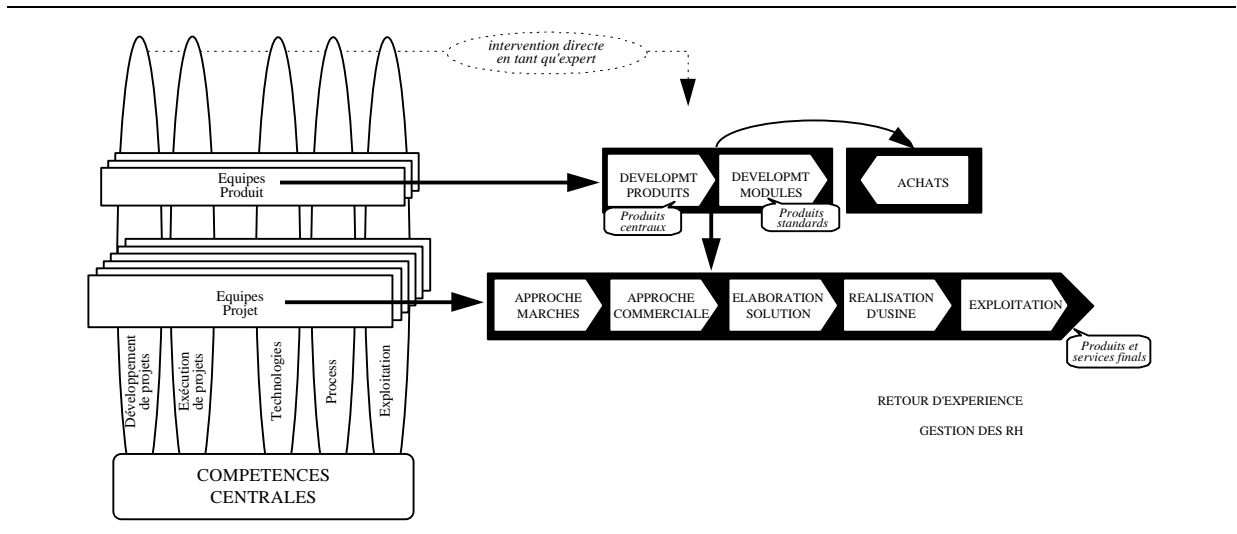 intervention directe
en tant qu'expert
Equipes
Produit
DEVELOPMT
PRODUITS
DEVELOPMT
MODULES
ACHATS
Produits
centraux
Produits
standards
Equipes
Projet
APPROCHE
MARCHES
APPROCHE
COMMERCIALE
ELABORATION
SOLUTION
REALISATION
D'USINE
EXPLOITATION
Produits et
services finals
Développement
de projets
Exécution
de projets
Technologies
Process
Exploitation
RETOUR D'EXPERIENCE
GESTION DES RH
COMPETENCES
CENTRALES